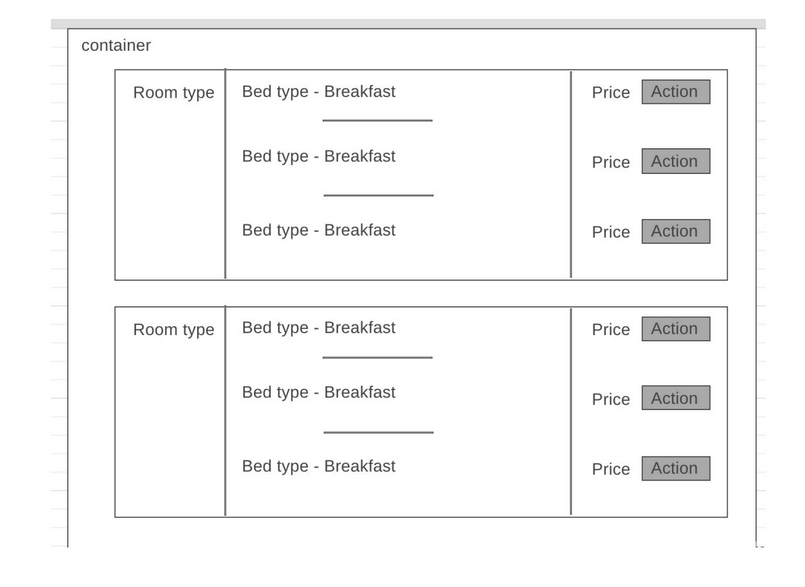 container
Room type Bed type - Breakfast Price Action
Bed type - Breakfast Price Action
Bed type - Breakfast Price Action
Room type Bed type - Breakfast Price Action
Bed type - Breakfast Price Action
Bed type - Breakfast Price Action